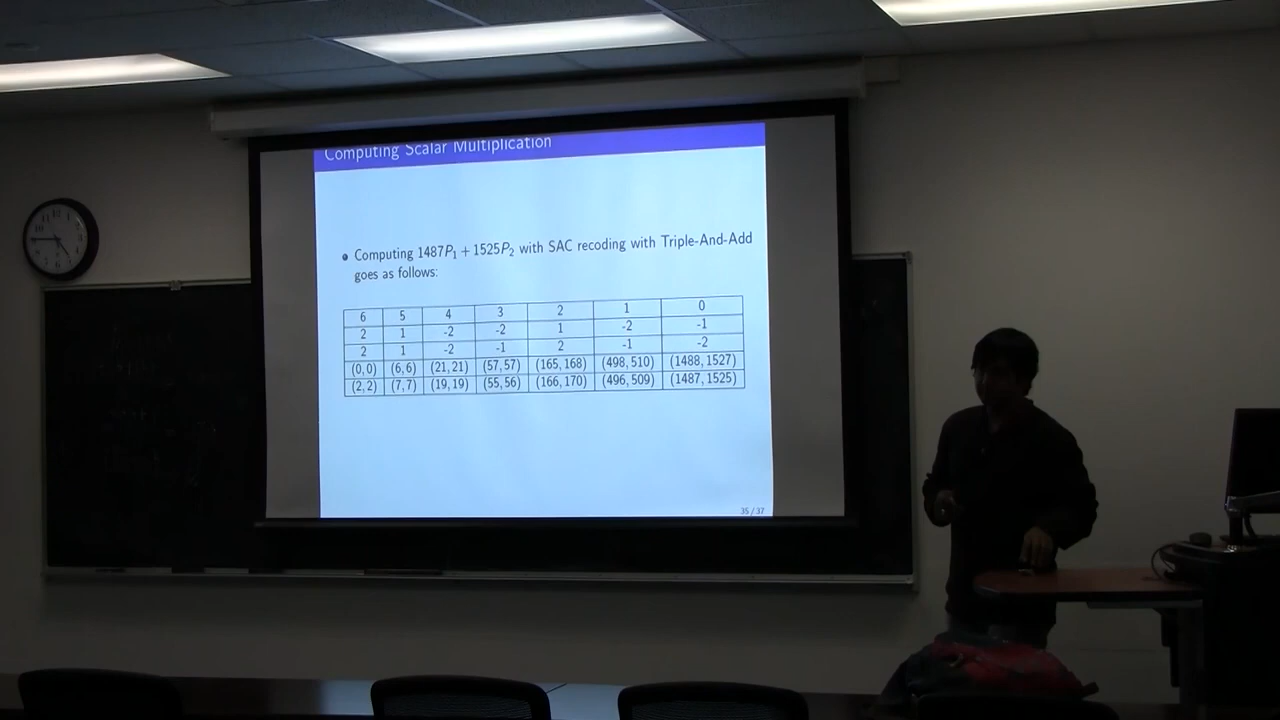 Computing Scalar Multiplication
Computing 1487P₁ + 1525P₂ with SAC recoding with Triple-And-Add
goes as follows:
6 5 4 3 2 1 0
2 1 -2 -2 1 -2 -1
2 1 -2 -1 2 -1 -2
(0,0) (6,6) (21,21) (57,57) (165,168) (498,510) (1488,1527)
(2,2) (7,7) (19,19) (55,56) (166,170) (496,509) (1487,1525)
35 / 37